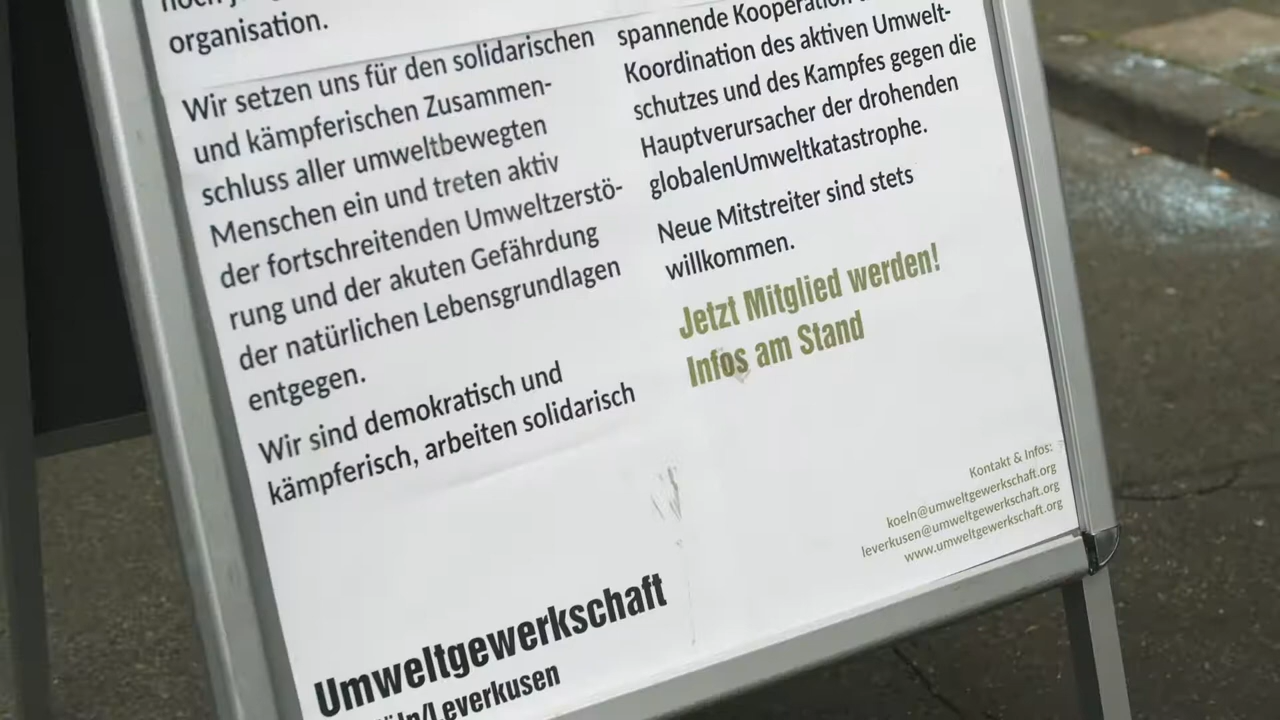 organisation.
Wir setzen uns für den solidarischen
und kämpferischen Zusammen-
schluss aller umweltbewegten
Menschen ein und treten aktiv
der fortschreitenden Umweltzerstö-
rung und der akuten Gefährdung
der natürlichen Lebensgrundlagen
entgegen.
Wir sind demokratisch und
kämpferisch, arbeiten solidarisch
spannende Kooperation
Koordination des aktiven Umwelt-
schutzes und des Kampfes gegen die
Hauptverursacher der drohenden
globalenUmweltkatastrophe.
Neue Mitstreiter sind stets
willkommen.
Jetzt Mitglied werden!
Infos am Stand
Kontakt & Infos:
koeln@umweltgewerkschaft.org
leverkusen@umweltgewerkschaft.org
www.umweltgewerkschaft.org
Umweltgewerkschaft
Köln/Leverkusen